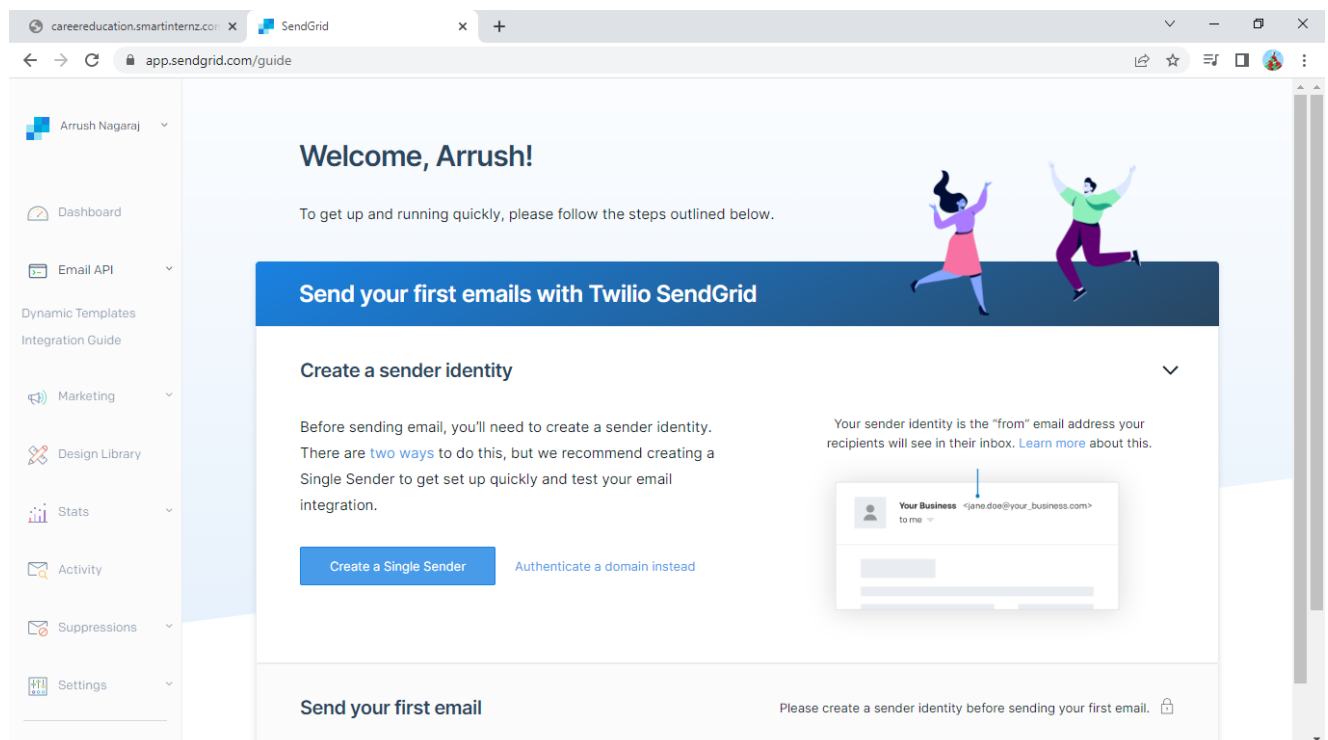 careereducation.smartinternz.con
SendGrid
app.sendgrid.com/guide
Arrush Nagaraj
Dashboard
Email API
Dynamic Templates
Integration Guide
Marketing
Design Library
Stats
Activity
Suppressions
Settings
Welcome, Arrush!
To get up and running quickly, please follow the steps outlined below.
Send your first emails with Twilio SendGrid
Create a sender identity
Before sending email, you'll need to create a sender identity.
There are two ways to do this, but we recommend creating a
Single Sender to get set up quickly and test your email
integration.
Create a Single Sender
Authenticate a domain instead
Your sender identity is the "from" email address your
recipients will see in their inbox. Learn more about this.
Your Business <jane.doe@your_business.com>
to me
Send your first email
Please create a sender identity before sending your first email.